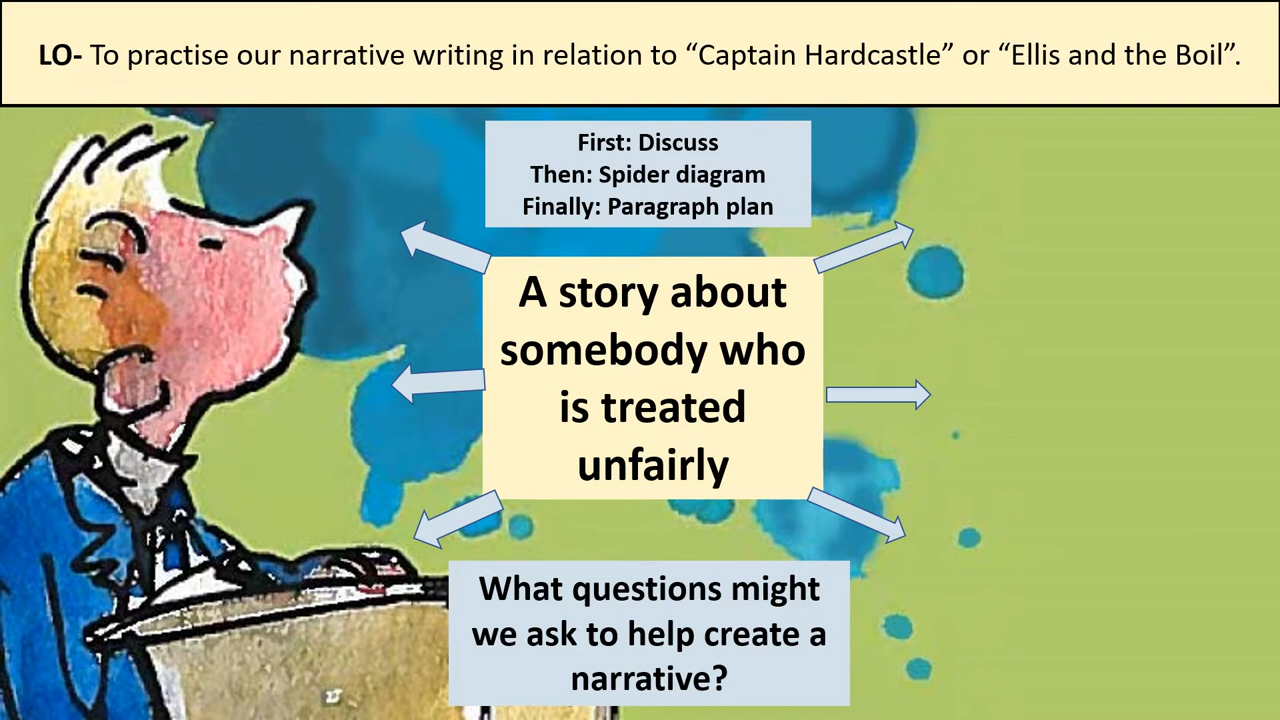 LO- To practise our narrative writing in relation to “Captain Hardcastle” or “Ellis and the Boil”.
First: Discuss
Then: Spider diagram
Finally: Paragraph plan
A story about
somebody who
is treated
unfairly
What questions might
we ask to help create a
narrative?